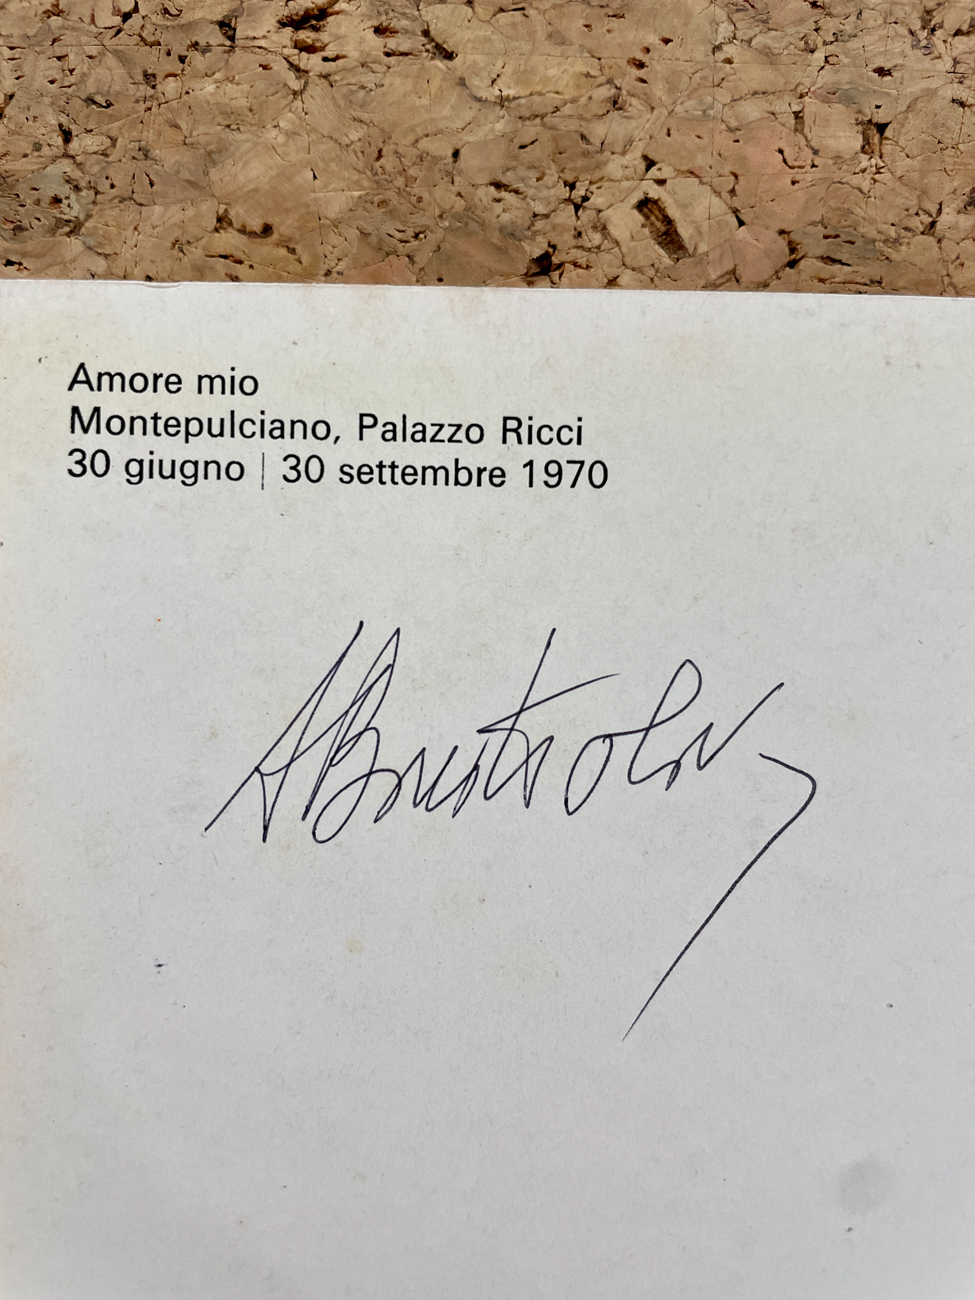 Amore mio
Montepulciano, Palazzo Ricci
30 giugno | 30 settembre 1970